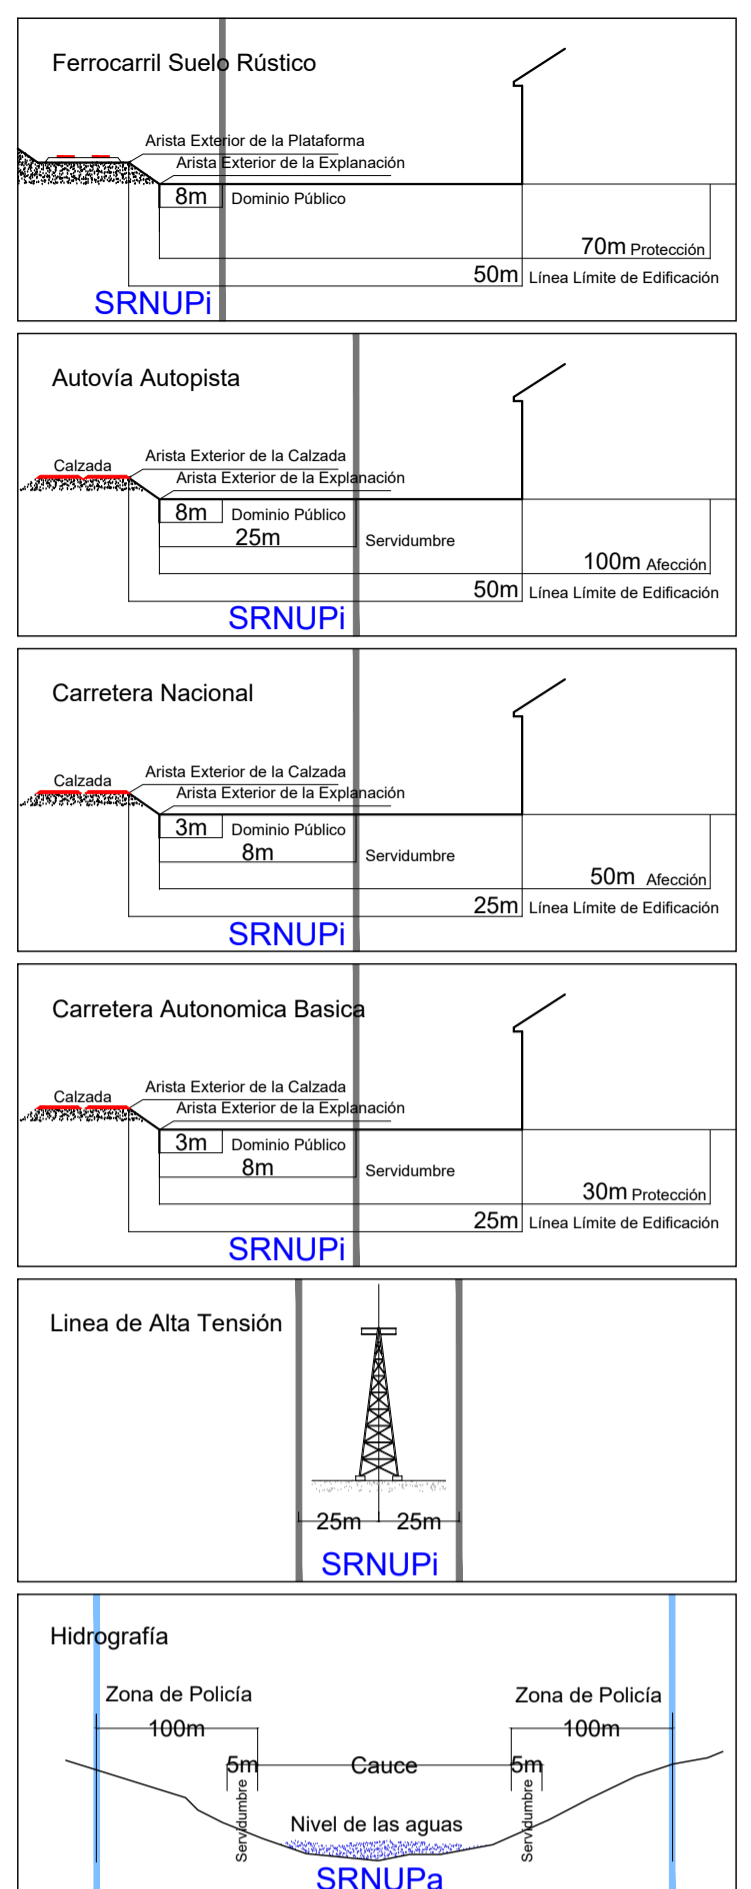 Ferrocarril Suelo Rústico
Arista Exterior de la Plataforma
Arista Exterior de la Explanación
8m Dominio Público
70m Protección
50m Línea Límite de Edificación
SRNUPi
Autovía Autopista
Calzada
Arista Exterior de la Calzada
Arista Exterior de la Explanación
8m Dominio Público
25m Servidumbre
100m Afección
50m Línea Límite de Edificación
SRNUPi
Carretera Nacional
Calzada
Arista Exterior de la Calzada
Arista Exterior de la Explanación
3m Dominio Público
8m Servidumbre
50m Afección
25m Línea Límite de Edificación
SRNUPi
Carretera Autonomica Basica
Calzada
Arista Exterior de la Calzada
Arista Exterior de la Explanación
3m Dominio Público
8m Servidumbre
30m Protección
25m Línea Límite de Edificación
SRNUPi
Linea de Alta Tensión
25m 25m
SRNUPi
Hidrografía
Zona de Policía Zona de Policía
100m 100m
5m Cauce 5m
Servidumbre Servidumbre
Nivel de las aguas
SRNUPa